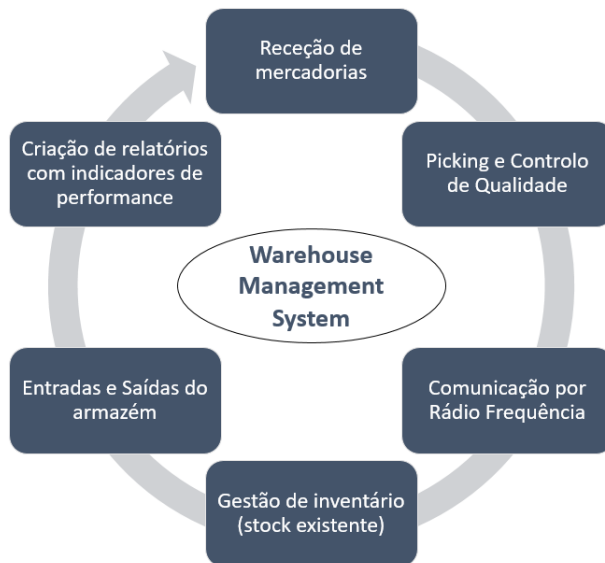 Receção de
mercadorias
Picking e Controlo
de Qualidade
Comunicação por
Rádio Frequência
Gestão de inventário
(stock existente)
Entradas e Saídas do
armazém
Criação de relatórios
com indicadores de
performance
Warehouse
Management
System